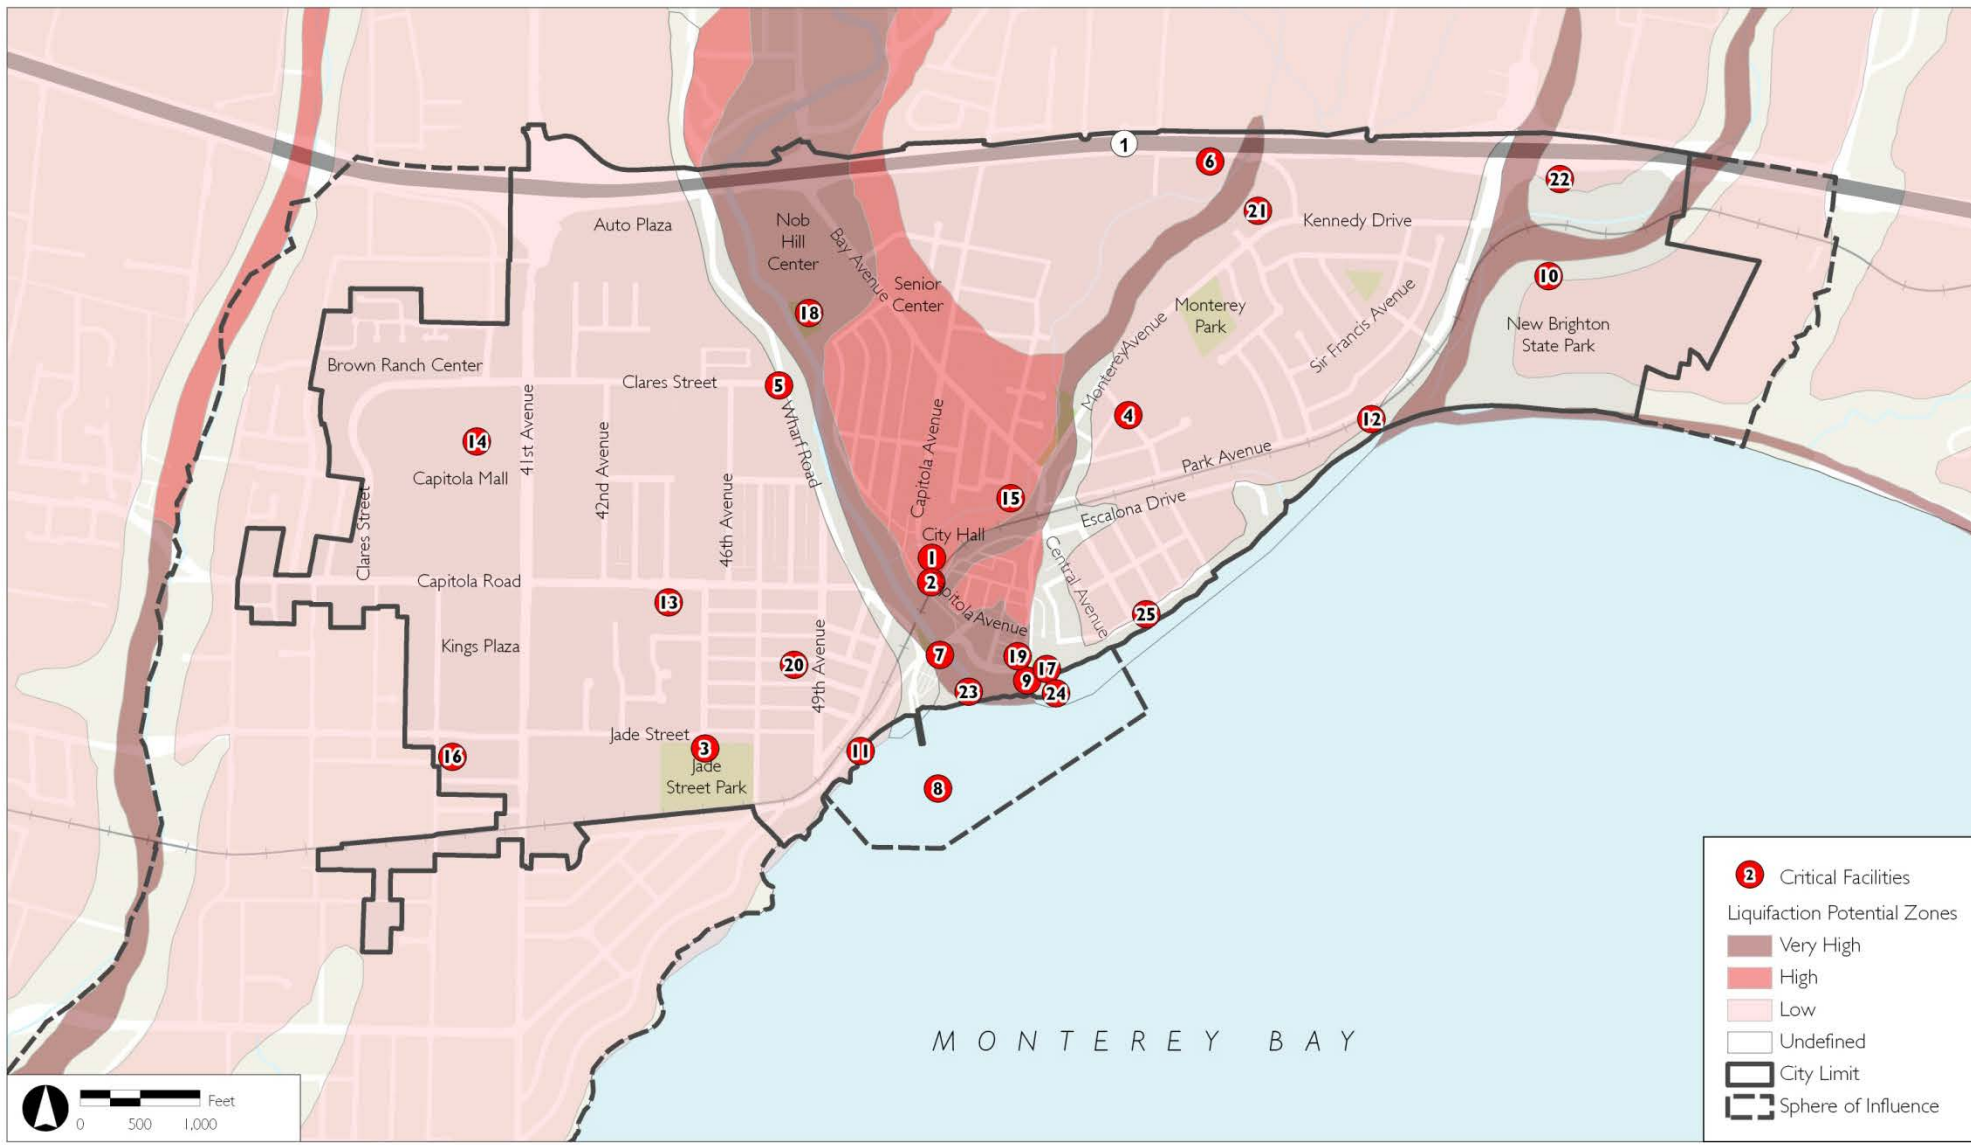 1
6
22
21
Auto Plaza
Nob
Hill
Center
Bay Avenue
Kennedy Drive
10
Senior
Center
18
Monterey
Park
Sir Francis Avenue
New Brighton
State Park
Brown Ranch Center
Clares Street
5
Monterey Avenue
4
12
14
Capitola Mall
41st Avenue
42nd Avenue
46th Avenue
Wharf Road
Capitola Avenue
Park Avenue
15
Escalona Drive
City Hall
Clares Street
1
2
Capitola Road
Capitola Avenue
Central Avenue
13
25
Kings Plaza
20
49th Avenue
7
19
17
9
23
24
Jade Street
3
Jade
Street Park
16
11
8
2 Critical Facilities
Liquifaction Potential Zones
Very High
High
Low
Undefined
City Limit
Sphere of Influence
MONTEREY BAY
Feet
0 500 1,000